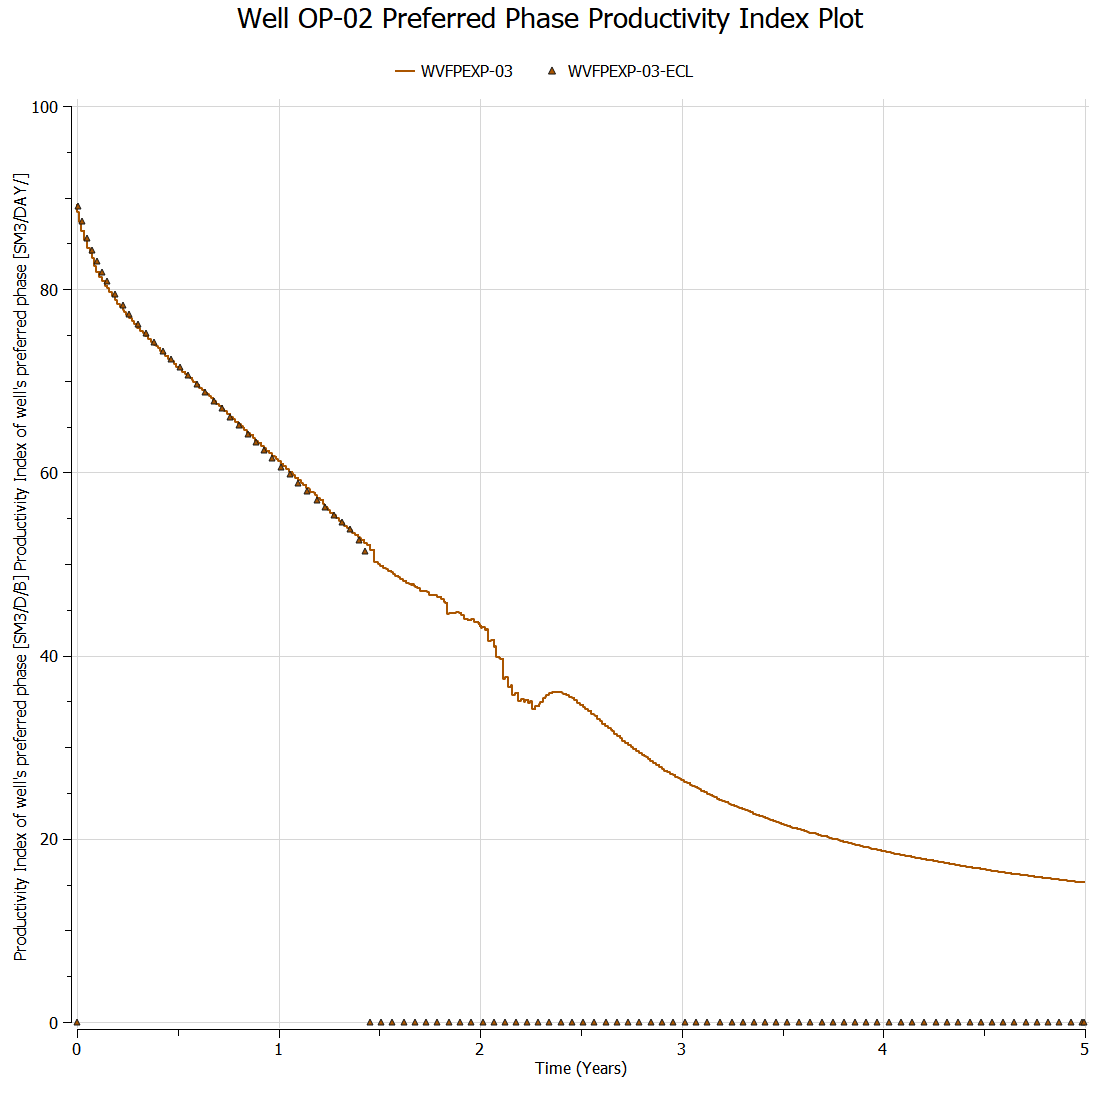 Well OP-02 Preferred Phase Productivity Index Plot
WVFPEXP-03
WVFPEXP-03-ECL
Productivity Index of well's preferred phase [SM3/D/B] Productivity Index of well's preferred phase [SM3/DAY/]
100
80
60
40
20
0
0
1
2
3
4
5
Time (Years)